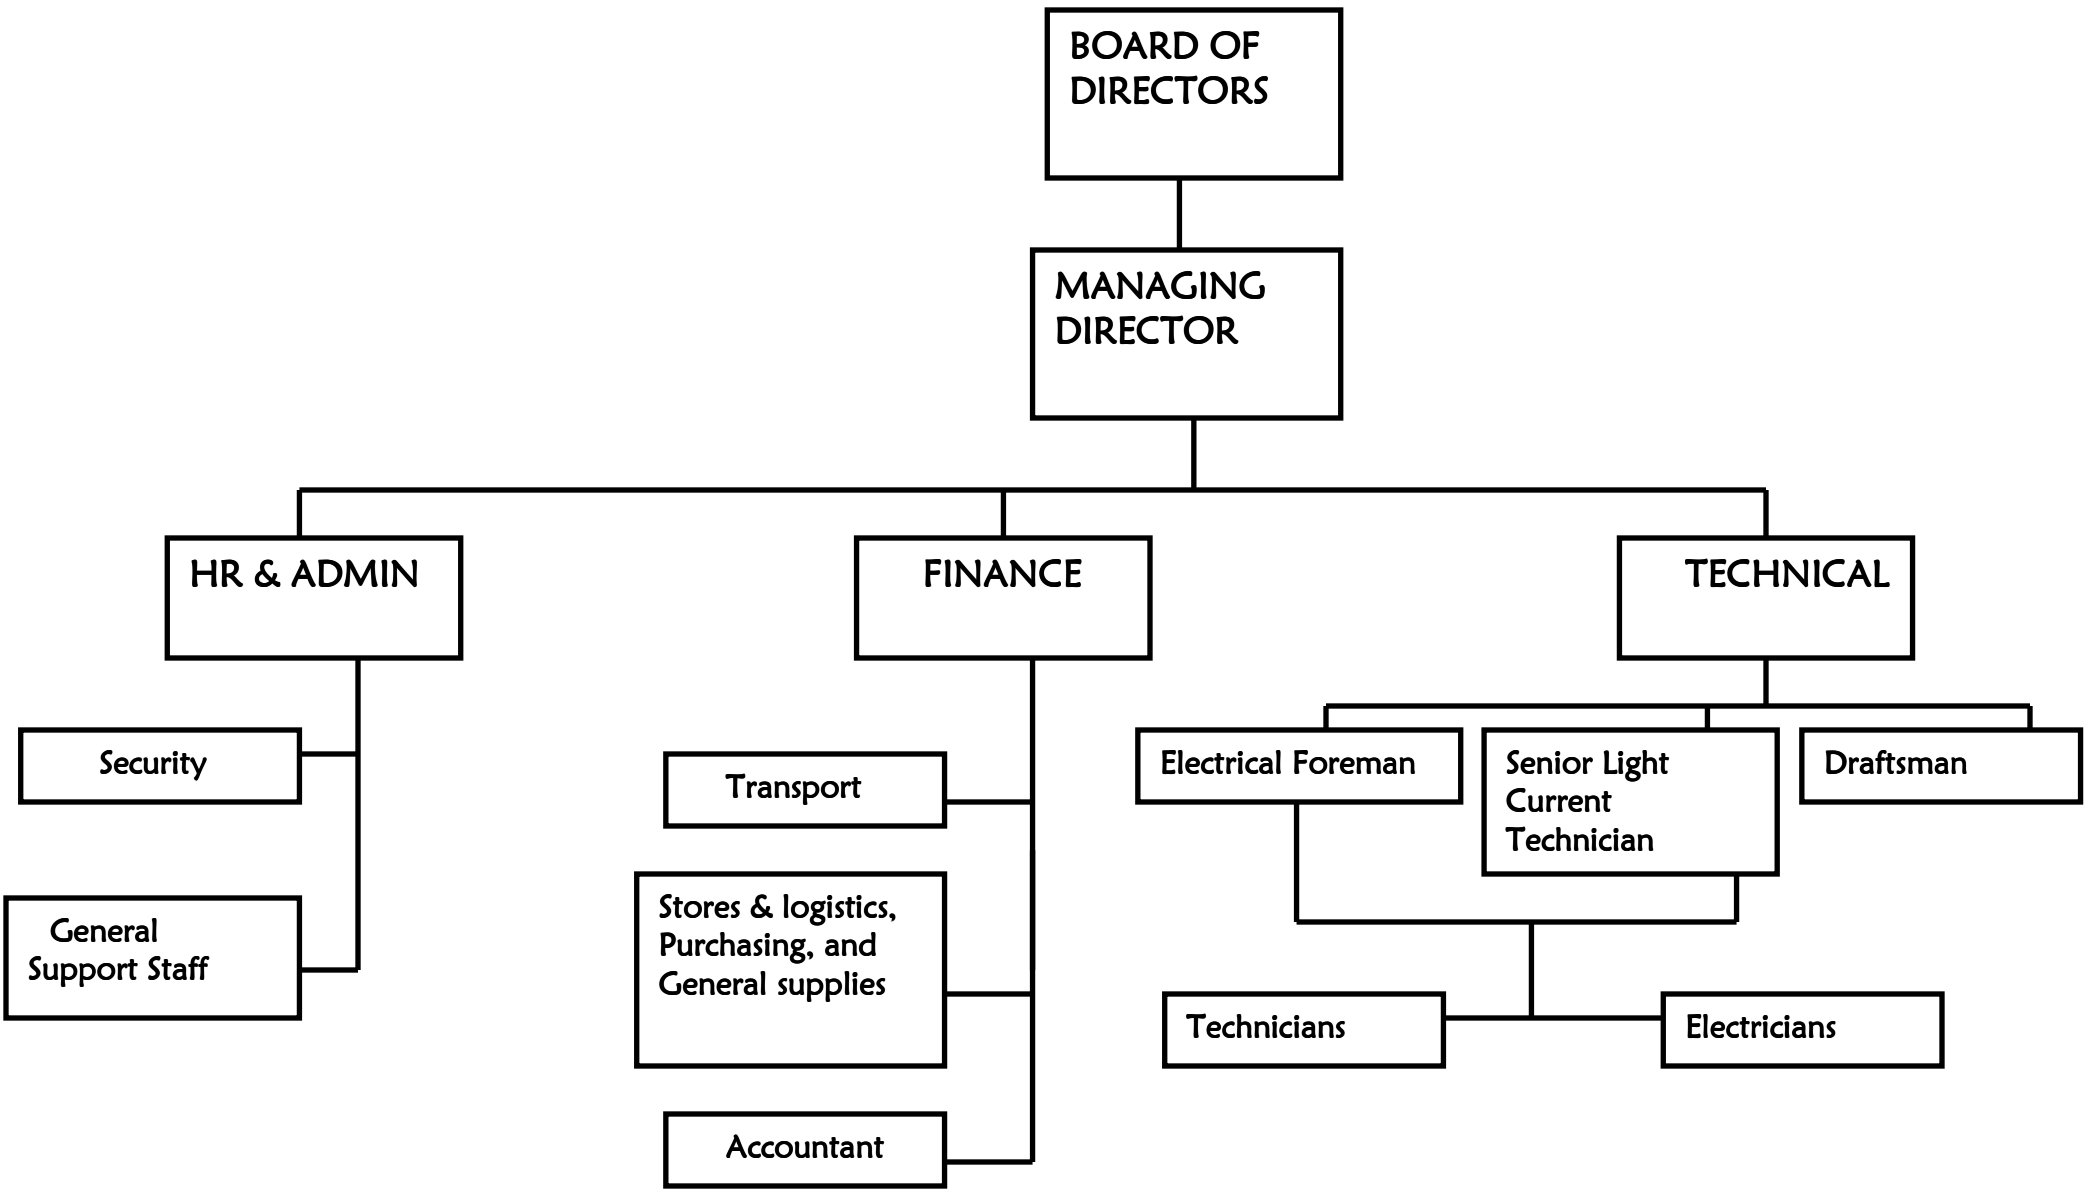 BOARD OF
DIRECTORS
MANAGING
DIRECTOR
HR & ADMIN
FINANCE
TECHNICAL
Security
General
Support Staff
Transport
Stores & logistics,
Purchasing, and
General supplies
Accountant
Electrical Foreman
Senior Light
Current
Technician
Draftsman
Technicians
Electricians